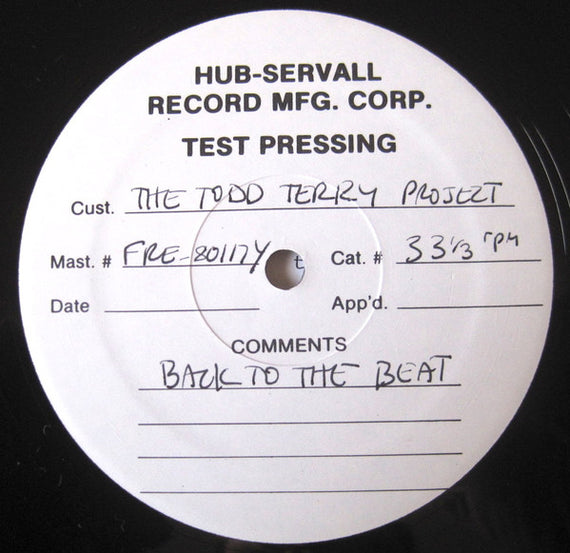 HUB-SERVALL
RECORD MFG. CORP.
TEST PRESSING
Cust. THE TODD TERRY PROJECT
Mast. # FRE-80117Y t Cat. # 33 1/3 rpm
Date App'd.
COMMENTS
BACK TO THE BEAT